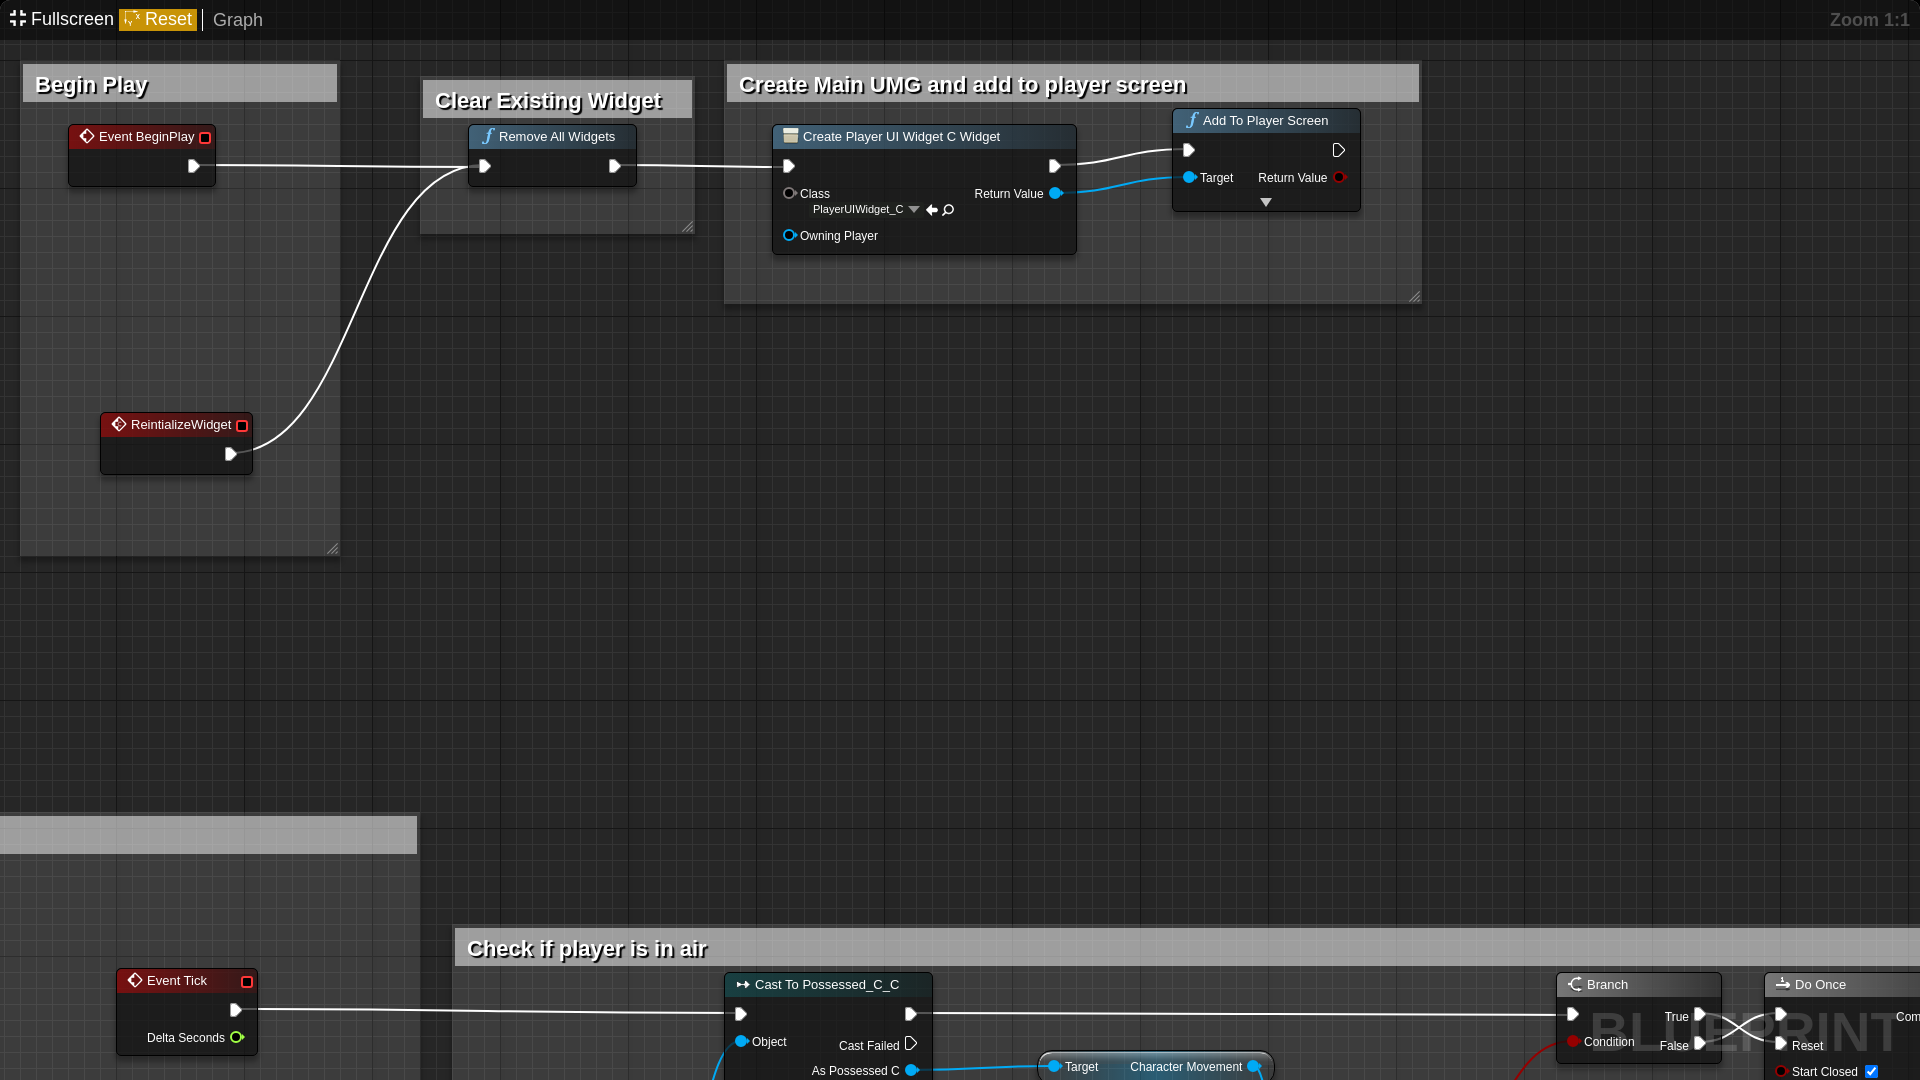 Fullscreen Reset Graph Zoom 1:1
Begin Play
Clear Existing Widget
Create Main UMG and add to player screen
Event BeginPlay
Remove All Widgets
Create Player UI Widget C Widget
Class
Return Value
PlayerUIWidget_C
Owning Player
Add To Player Screen
Target Return Value
ReintializeWidget
Check if player is in air
Event Tick
Delta Seconds
Cast To Possessed_C_C
Object
Cast Failed
As Possessed C
Target Character Movement
Branch
True
Condition
False
Do Once
Com
Reset
Start Closed
BLUEPRINT